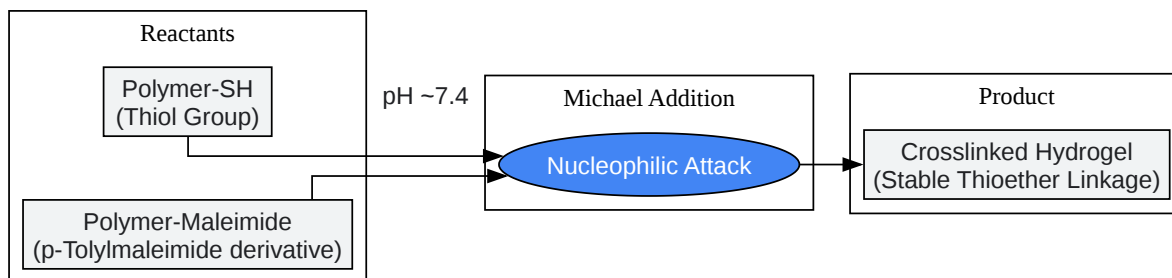 Reactants
Polymer-SH
(Thiol Group)
Polymer-Maleimide
(p-Tolylmaleimide derivative)
pH ~7.4
Michael Addition
Nucleophilic Attack
Product
Crosslinked Hydrogel
(Stable Thioether Linkage)